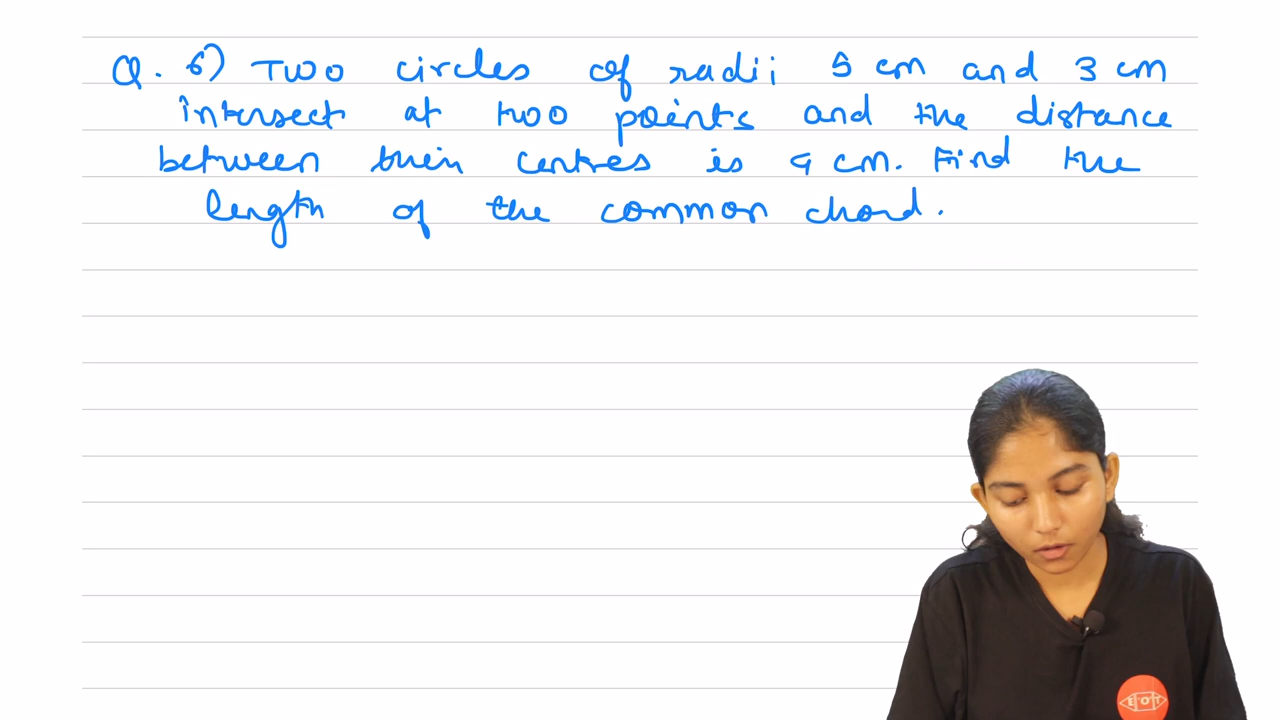 Q. 6) Two circles of radii 5 cm and 3 cm
intersect at two points and the distance
between their centres is 4 cm. Find the
length of the common chord.
EOT